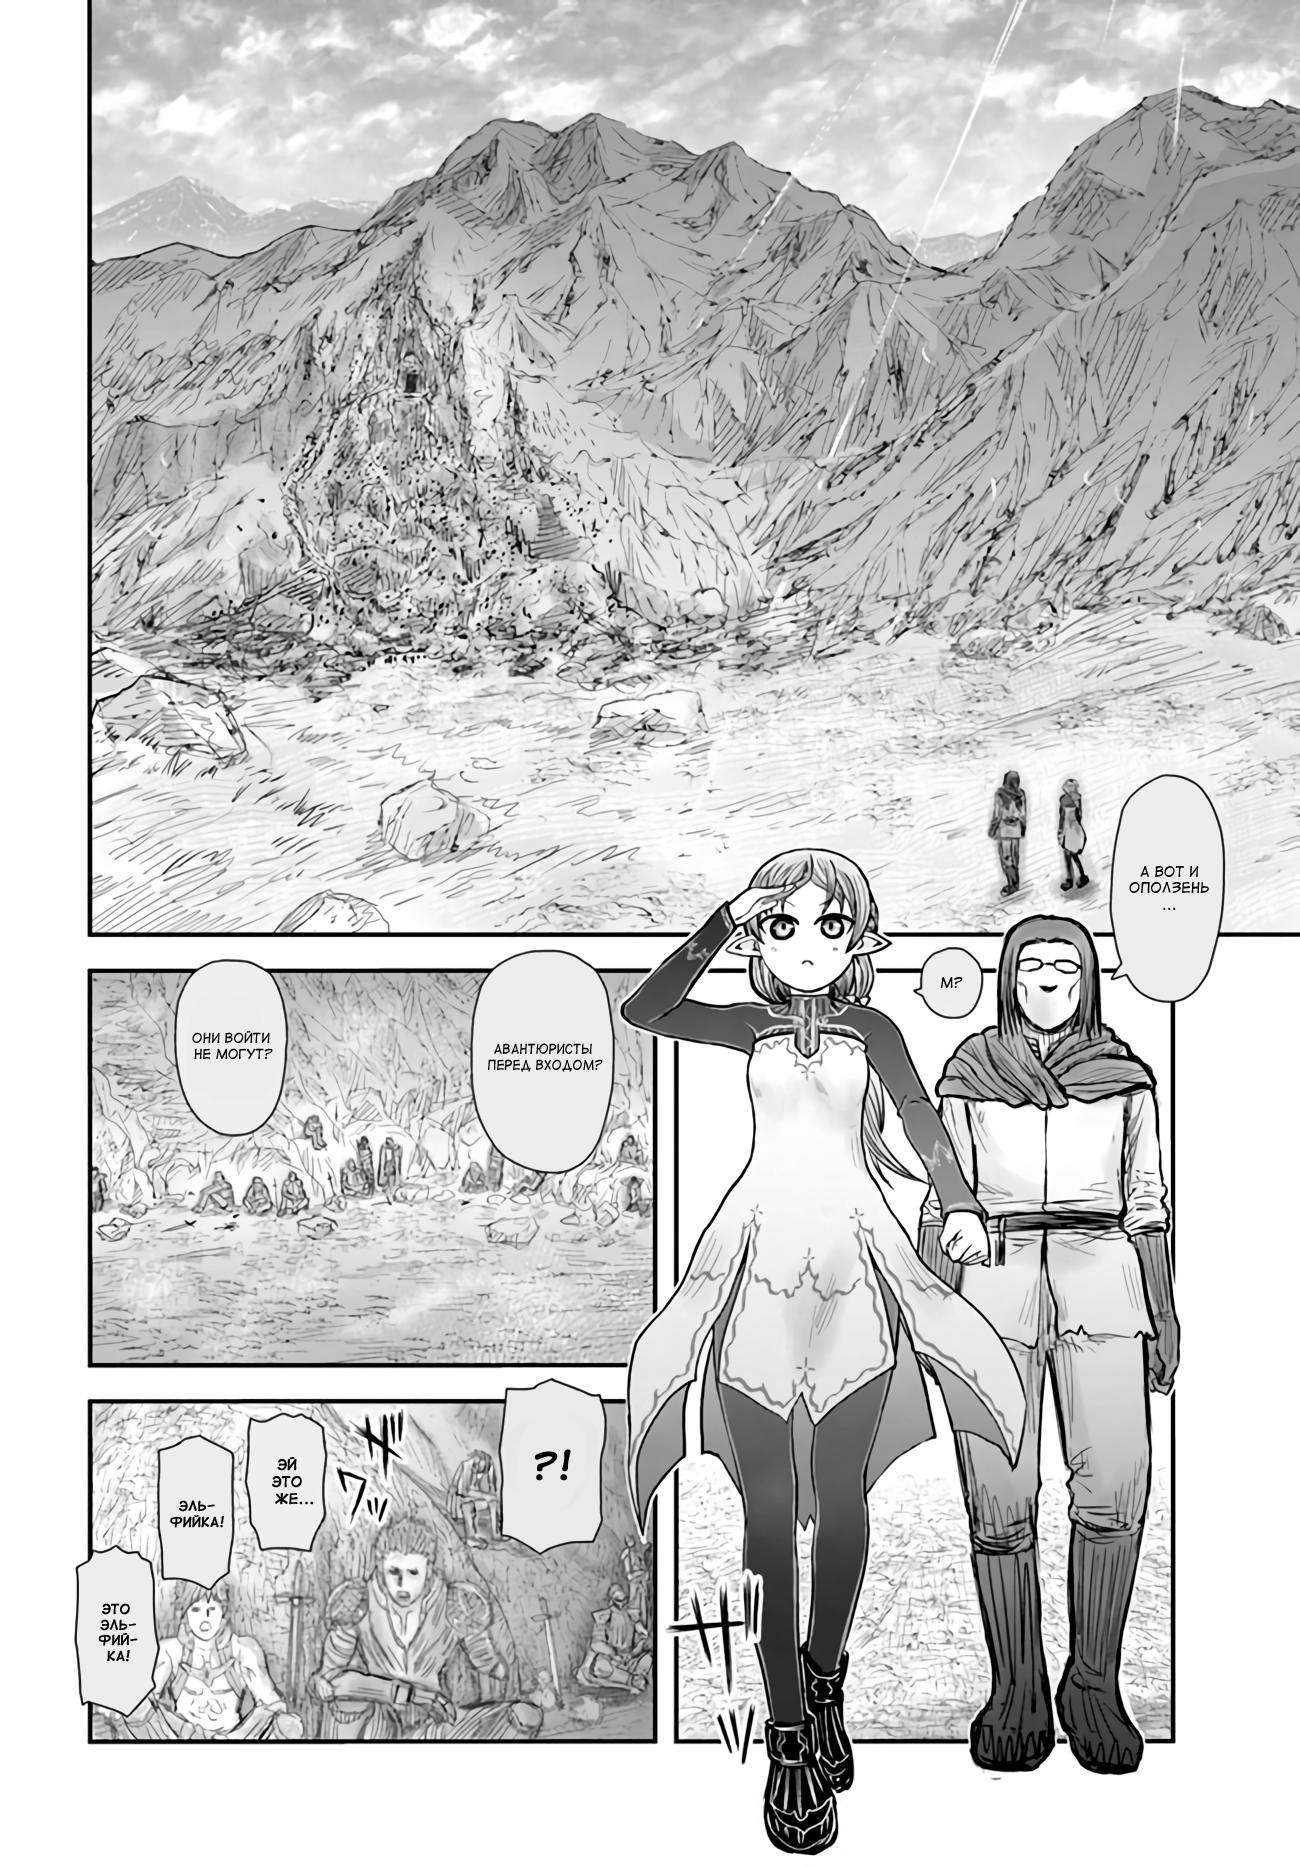 А ВОТ И
ОПОЛЗЕНЬ
...
М?
АВАНТЮРИСТЫ
ПЕРЕД ВХОДОМ?
ОНИ ВОЙТИ
НЕ МОГУТ?
?!
ЭЙ
ЭТО
ЖЕ...
ЭЛЬ-
ФИЙКА!
ЭТО
ЭЛЬ-
ФИЙ-
КА!